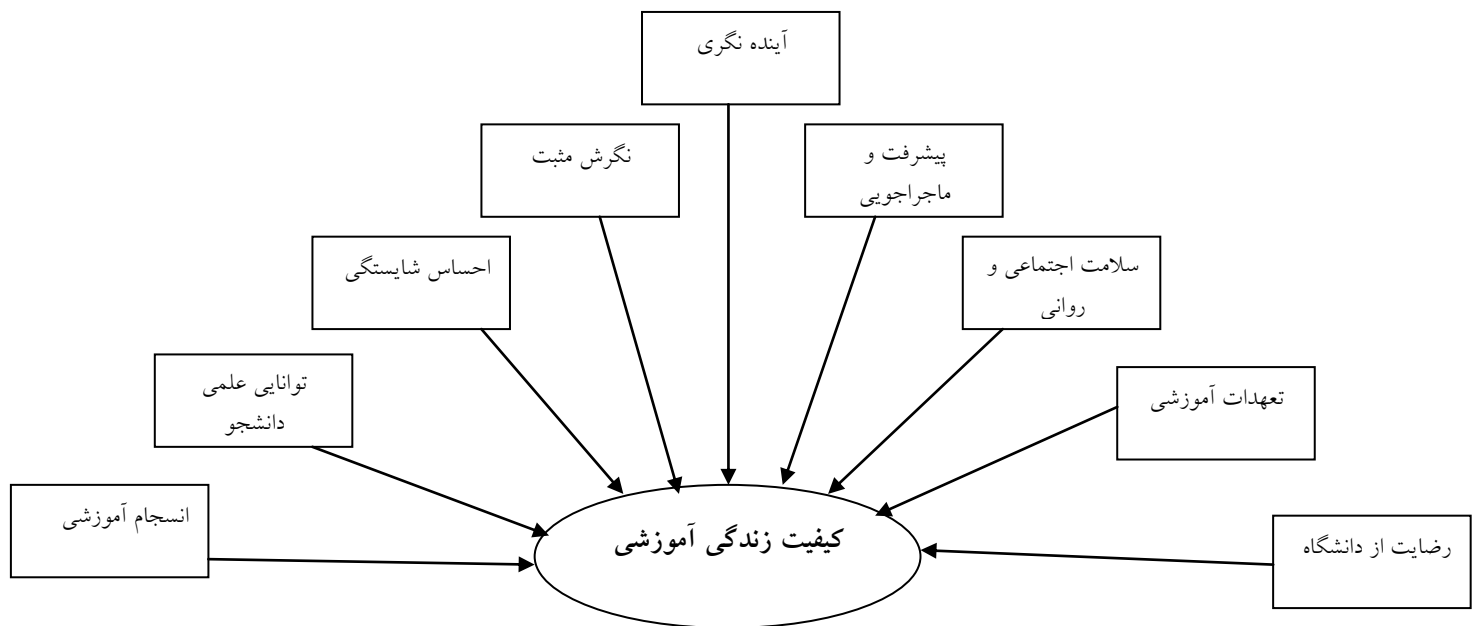 آینده نگری
نگرش مثبت
پیشرفت و
ماجراجویی
احساس شایستگی
سلامت اجتماعی و
روانی
توانایی علمی
دانشجو
تعهدات آموزشی
انسجام آموزشی
رضایت از دانشگاه
کیفیت زندگی آموزشی